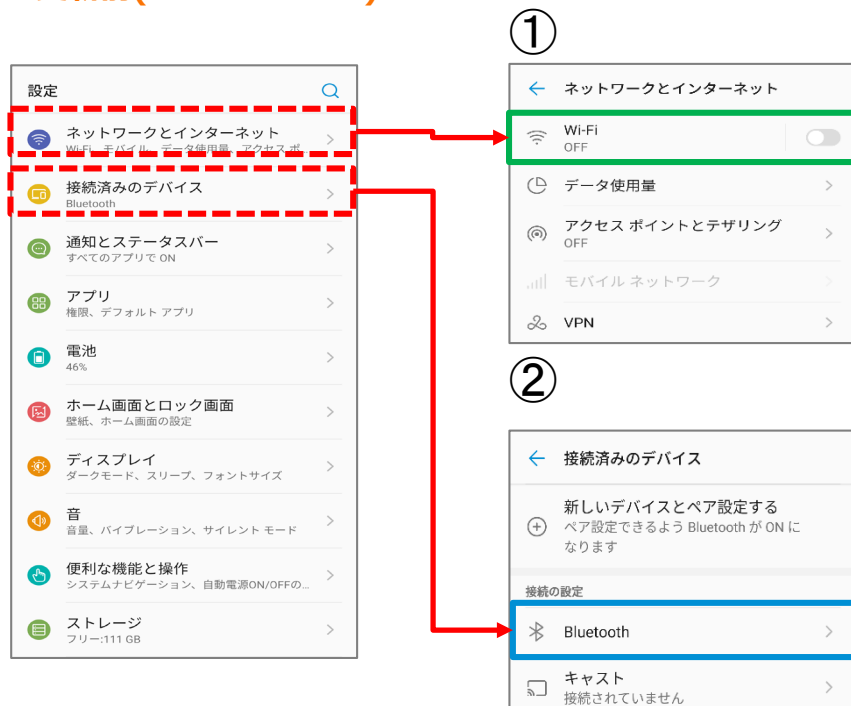 設定
ネットワークとインターネット
Wi-Fi、モバイル、データ使用量、アクセス ポ
接続済みのデバイス
Bluetooth
通知とステータスバー
すべてのアプリで ON
アプリ
権限、デフォルト アプリ
電池
46%
ホーム画面とロック画面
壁紙、ホーム画面の設定
ディスプレイ
ダークモード、スリープ、フォントサイズ
音
音量、バイブレーション、サイレント モード
便利な機能と操作
システムナビゲーション、自動電源ON/OFFの...
ストレージ
フリー:111 GB
①
ネットワークとインターネット
Wi-Fi
OFF
データ使用量
アクセス ポイントとテザリング
OFF
モバイル ネットワーク
VPN
②
接続済みのデバイス
新しいデバイスとペア設定する
ペア設定できるよう Bluetooth が ON に
なります
接続の設定
Bluetooth
キャスト
接続されていません